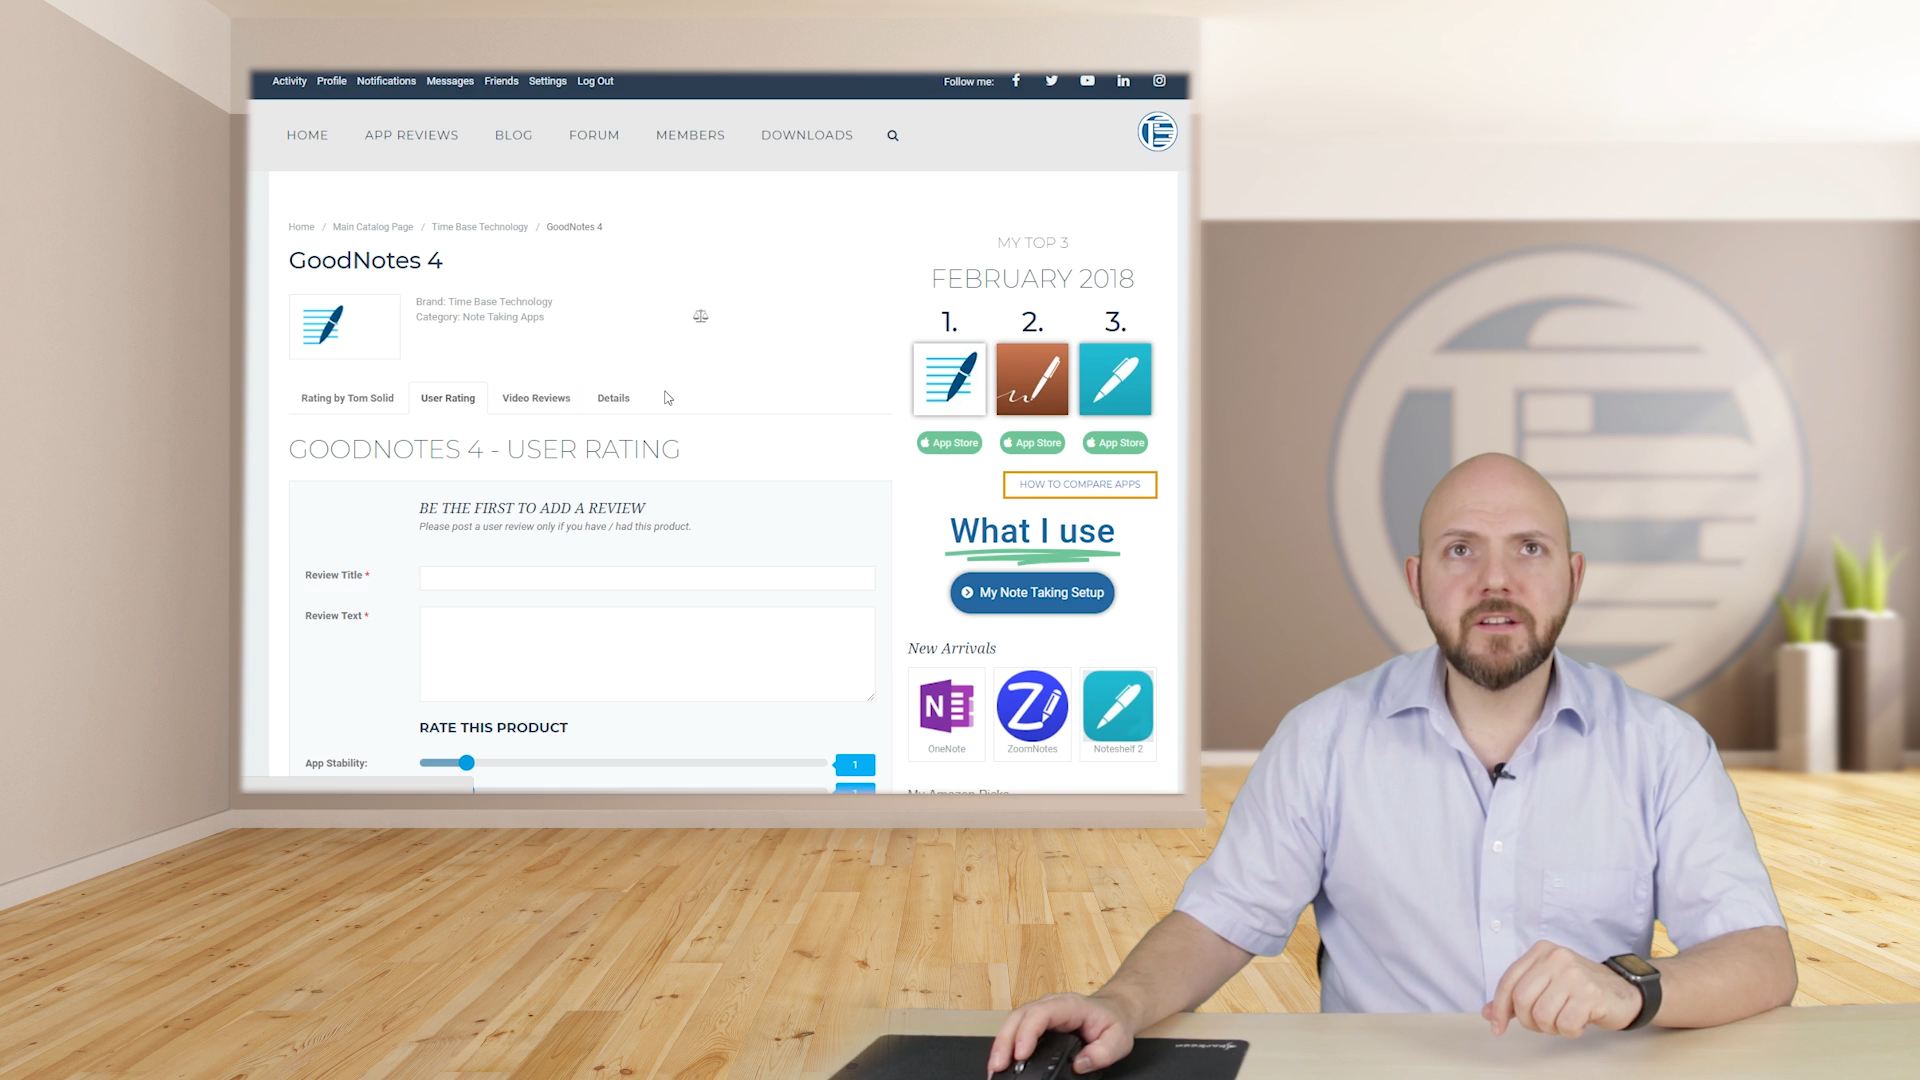 Activity Profile Notifications Messages Friends Settings Log Out
Follow me:
HOME APP REVIEWS BLOG FORUM MEMBERS DOWNLOADS
Home / Main Catalog Page / Time Base Technology / GoodNotes 4
GoodNotes 4
Brand: Time Base Technology
Category: Note Taking Apps
Rating by Tom Solid User Rating Video Reviews Details
GOODNOTES 4 - USER RATING
BE THE FIRST TO ADD A REVIEW
Please post a user review only if you have / had this product.
Review Title *
Review Text *
RATE THIS PRODUCT
App Stability:
1
MY TOP 3
FEBRUARY 2018
1. 2. 3.
App Store App Store App Store
HOW TO COMPARE APPS
What I use
My Note Taking Setup
New Arrivals
N
OneNote ZoomNotes Noteshelf 2
My Amazon Picks